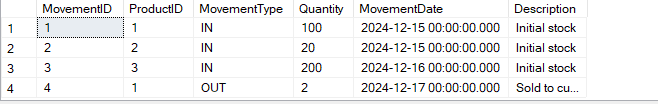 MovementID ProductID MovementType Quantity MovementDate Description
1 1 1 IN 100 2024-12-15 00:00:00.000 Initial stock
2 2 2 IN 20 2024-12-15 00:00:00.000 Initial stock
3 3 3 IN 200 2024-12-16 00:00:00.000 Initial stock
4 4 1 OUT 2 2024-12-17 00:00:00.000 Sold to cu...